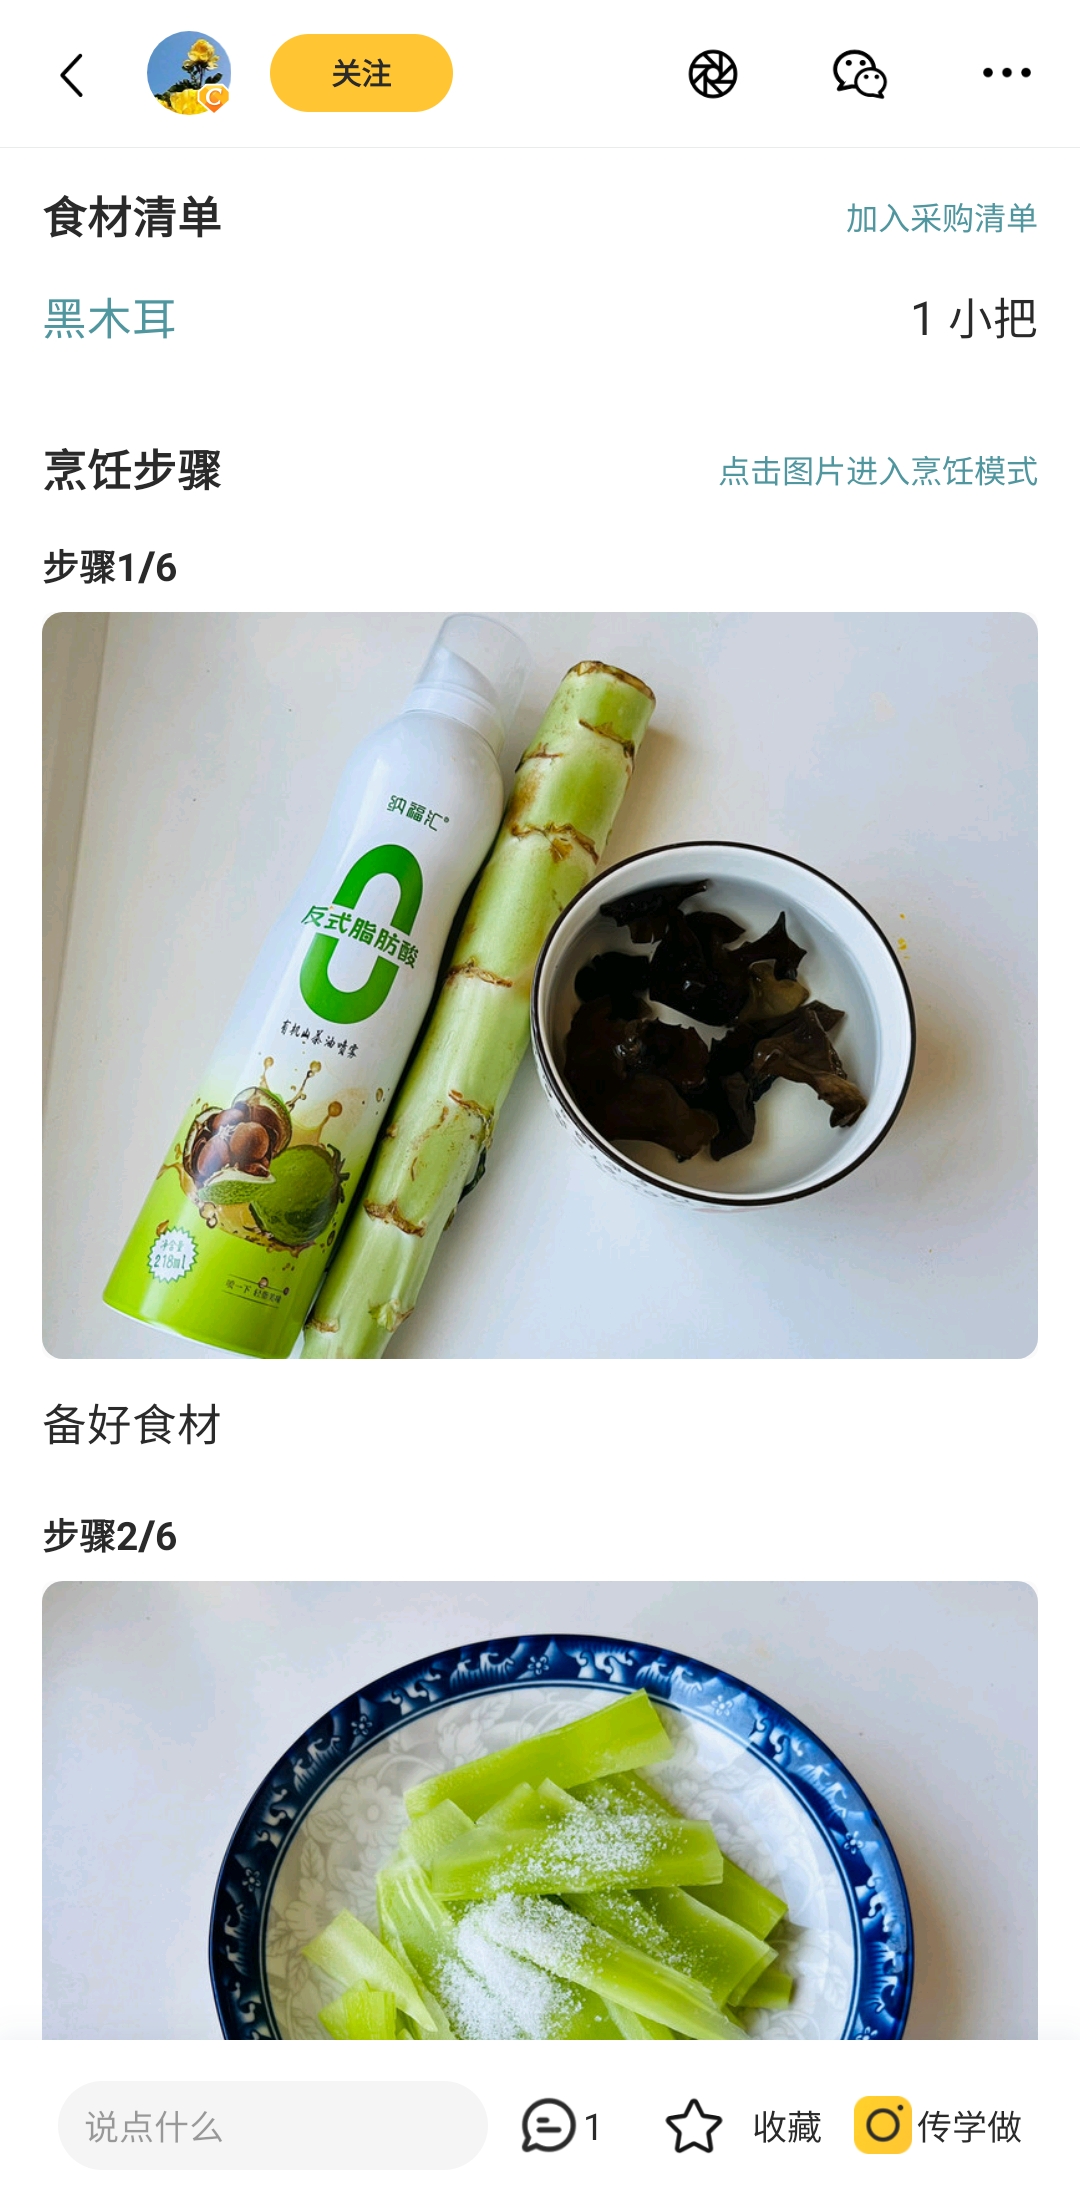 关注
食材清单
加入采购清单
黑木耳
1 小把
烹饪步骤
点击图片进入烹饪模式
步骤1/6
纳福汇®
0
反式脂肪酸
有机山茶油喷雾
净含量
218ml
备好食材
步骤2/6
说点什么
1
收藏
传学做